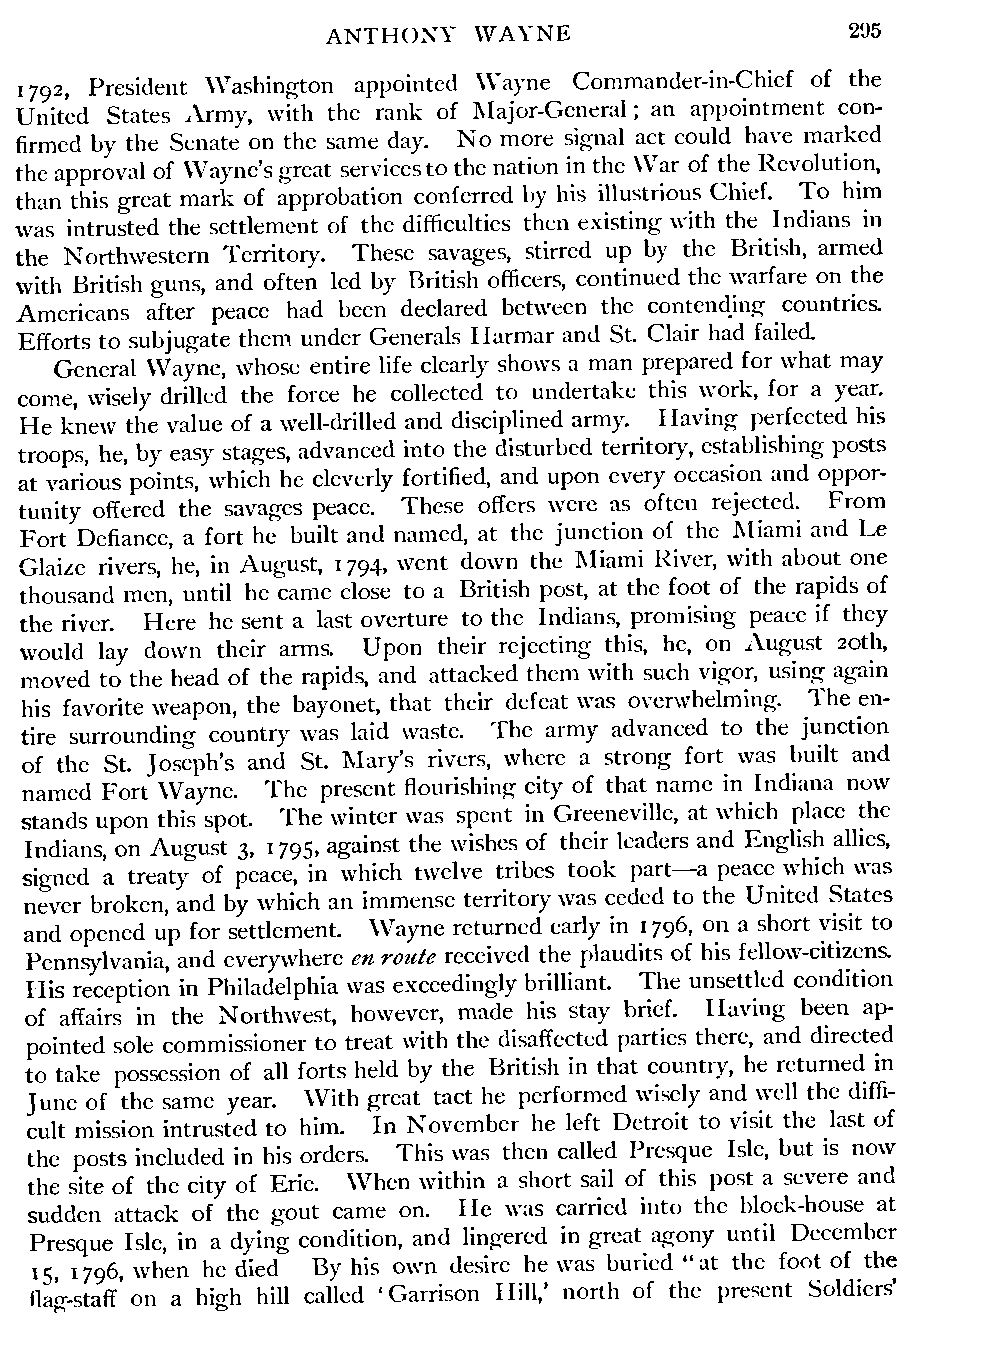 ANTHONY WAYNE 295
1792, President Washington appointed Wayne Commander-in-Chief of the
United States Army, with the rank of Major-General; an appointment con-
firmed by the Senate on the same day. No more signal act could have marked
the approval of Wayne's great services to the nation in the War of the Revolution,
than this great mark of approbation conferred by his illustrious Chief. To him
was intrusted the settlement of the difficulties then existing with the Indians in
the Northwestern Territory. These savages, stirred up by the British, armed
with British guns, and often led by British officers, continued the warfare on the
Americans after peace had been declared between the contending countries.
Efforts to subjugate them under Generals Harmar and St. Clair had failed.
General Wayne, whose entire life clearly shows a man prepared for what may
come, wisely drilled the force he collected to undertake this work, for a year.
He knew the value of a well-drilled and disciplined army. Having perfected his
troops, he, by easy stages, advanced into the disturbed territory, establishing posts
at various points, which he cleverly fortified, and upon every occasion and oppor-
tunity offered the savages peace. These offers were as often rejected. From
Fort Defiance, a fort he built and named, at the junction of the Miami and Le
Glaize rivers, he, in August, 1794, went down the Miami River, with about one
thousand men, until he came close to a British post, at the foot of the rapids of
the river. Here he sent a last overture to the Indians, promising peace if they
would lay down their arms. Upon their rejecting this, he, on August 20th,
moved to the head of the rapids, and attacked them with such vigor, using again
his favorite weapon, the bayonet, that their defeat was overwhelming. The en-
tire surrounding country was laid waste. The army advanced to the junction
of the St. Joseph's and St. Mary's rivers, where a strong fort was built and
named Fort Wayne. The present flourishing city of that name in Indiana now
stands upon this spot. The winter was spent in Greeneville, at which place the
Indians, on August 3, 1795, against the wishes of their leaders and English allies,
signed a treaty of peace, in which twelve tribes took part—a peace which was
never broken, and by which an immense territory was ceded to the United States
and opened up for settlement. Wayne returned early in 1796, on a short visit to
Pennsylvania, and everywhere en route received the plaudits of his fellow-citizens.
His reception in Philadelphia was exceedingly brilliant. The unsettled condition
of affairs in the Northwest, however, made his stay brief. Having been ap-
pointed sole commissioner to treat with the disaffected parties there, and directed
to take possession of all forts held by the British in that country, he returned in
June of the same year. With great tact he performed wisely and well the diffi-
cult mission intrusted to him. In November he left Detroit to visit the last of
the posts included in his orders. This was then called Presque Isle, but is now
the site of the city of Erie. When within a short sail of this post a severe and
sudden attack of the gout came on. He was carried into the block-house at
Presque Isle, in a dying condition, and lingered in great agony until December
15, 1796, when he died By his own desire he was buried "at the foot of the
flag-staff on a high hill called 'Garrison Hill,' north of the present Soldiers'